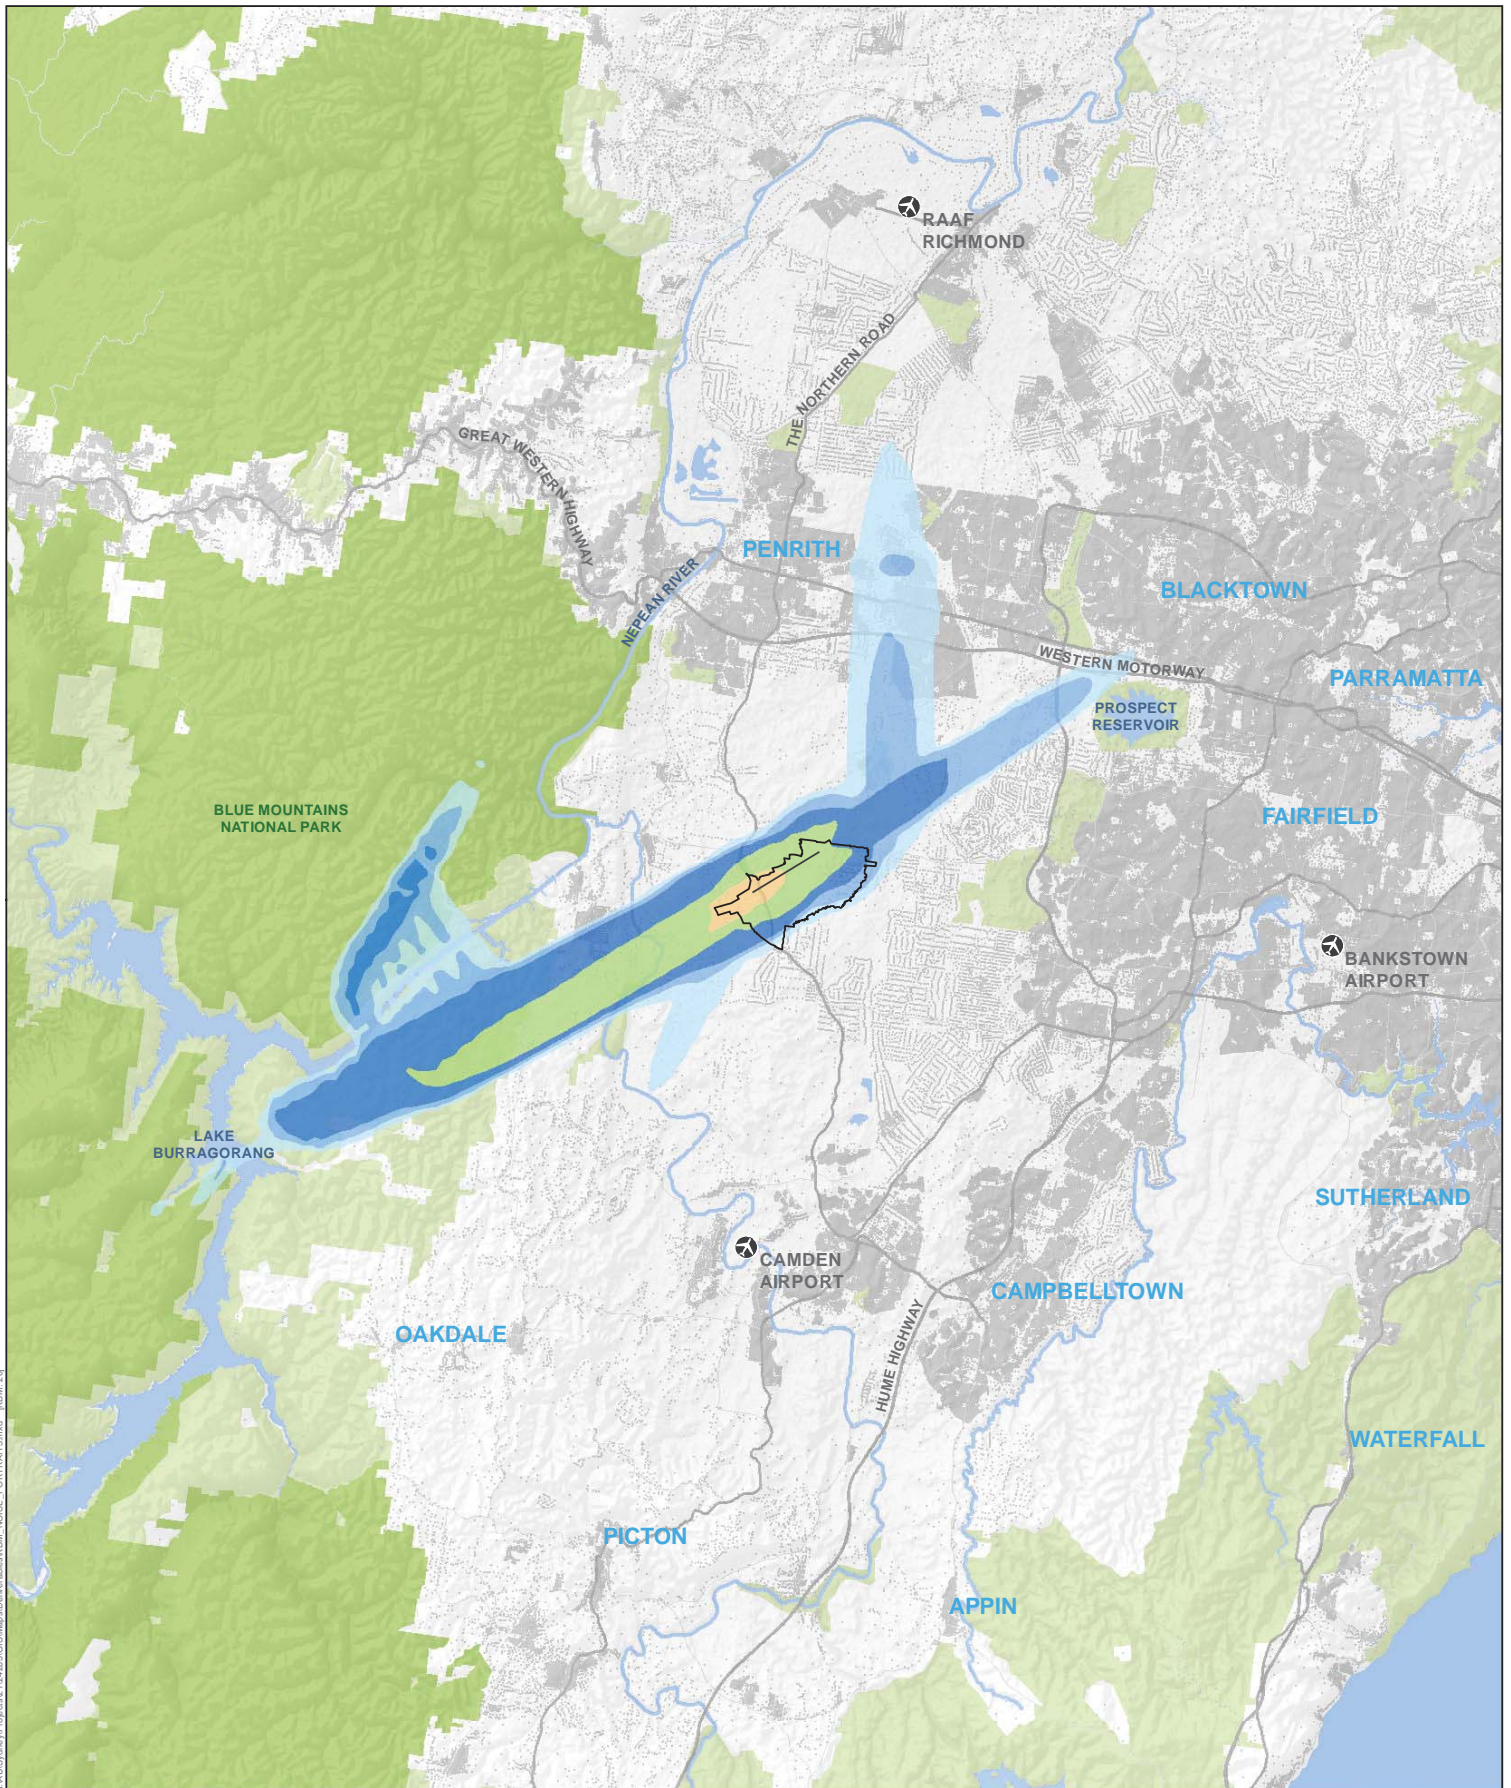 RAAF
RICHMOND
THE NORTHERN ROAD
GREAT WESTERN HIGHWAY
PENRITH
NEPEAN RIVER
BLACKTOWN
WESTERN MOTORWAY
PARRAMATTA
PROSPECT
RESERVOIR
BLUE MOUNTAINS
NATIONAL PARK
FAIRFIELD
BANKSTOWN
AIRPORT
LAKE
BURRAGORANG
SUTHERLAND
CAMDEN
AIRPORT
CAMPBELLTOWN
OAKDALE
HUME HIGHWAY
WATERFALL
PICTON
APPIN